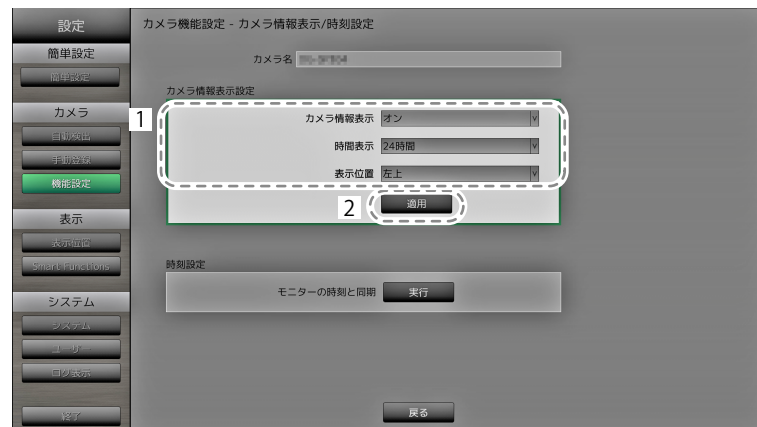 設定
簡単設定
簡単設定
カメラ
自動検出
手動登録
機能設定
表示
表示位置
Smart Functions
システム
システム
ユーザー
ログ表示
終了
カメラ機能設定 - カメラ情報表示/時刻設定
カメラ名
カメラ情報表示設定
1
カメラ情報表示 オン
時間表示 24時間
表示位置 左上
2 適用
時刻設定
モニターの時刻と同期 実行
戻る